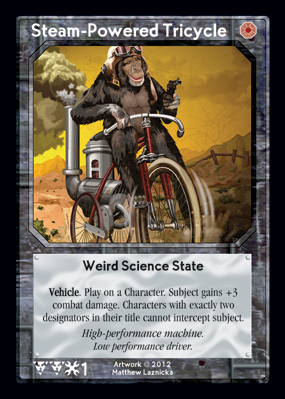 Steam-Powered Tricycle
Weird Science State
Vehicle. Play on a Character. Subject gains +3
combat damage. Characters with exactly two
designators in their title cannot intercept subject.
High-performance machine.
Low performance driver.
1
Artwork © 2012
Matthew Laznicka